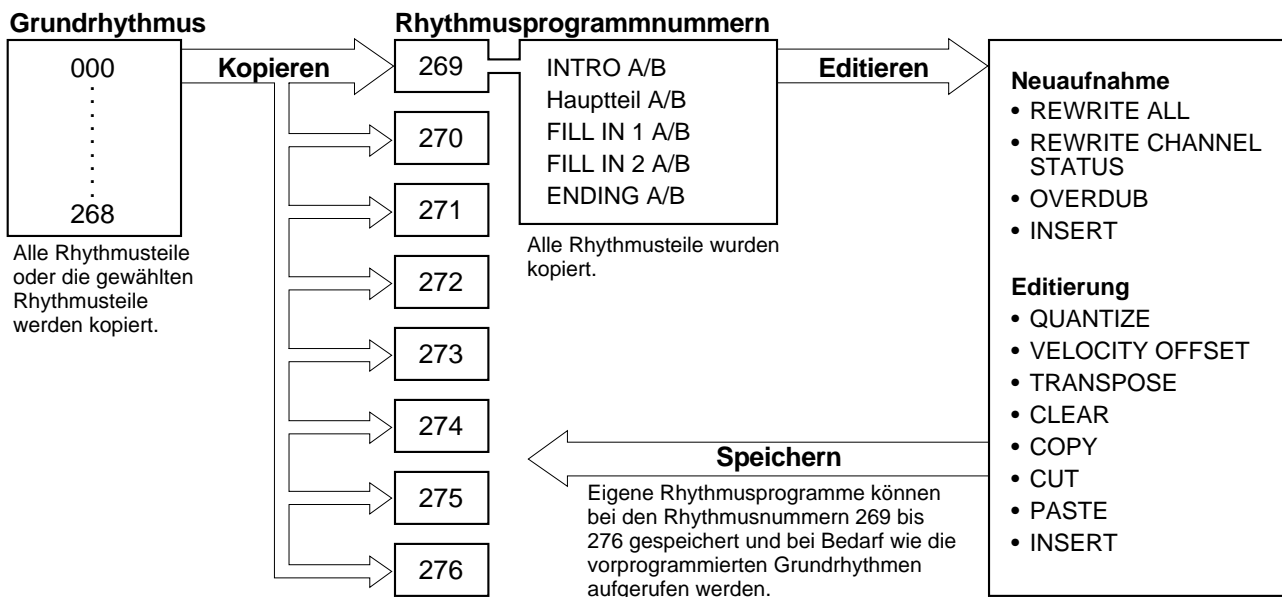 Grundrhythmus
000
268
Alle Rhythmusteile
oder die gewählten
Rhythmusteile
werden kopiert.
Kopieren
Rhythmusprogrammnummern
269
270
271
272
273
274
275
276
INTRO A/B
Hauptteil A/B
FILL IN 1 A/B
FILL IN 2 A/B
ENDING A/B
Alle Rhythmusteile wurden
kopiert.
Editieren
Neuaufnahme
• REWRITE ALL
• REWRITE CHANNEL
STATUS
• OVERDUB
• INSERT
Editierung
• QUANTIZE
• VELOCITY OFFSET
• TRANSPOSE
• CLEAR
• COPY
• CUT
• PASTE
• INSERT
Speichern
Eigene Rhythmusprogramme können
bei den Rhythmusnummern 269 bis
276 gespeichert und bei Bedarf wie die
vorprogrammierten Grundrhythmen
aufgerufen werden.